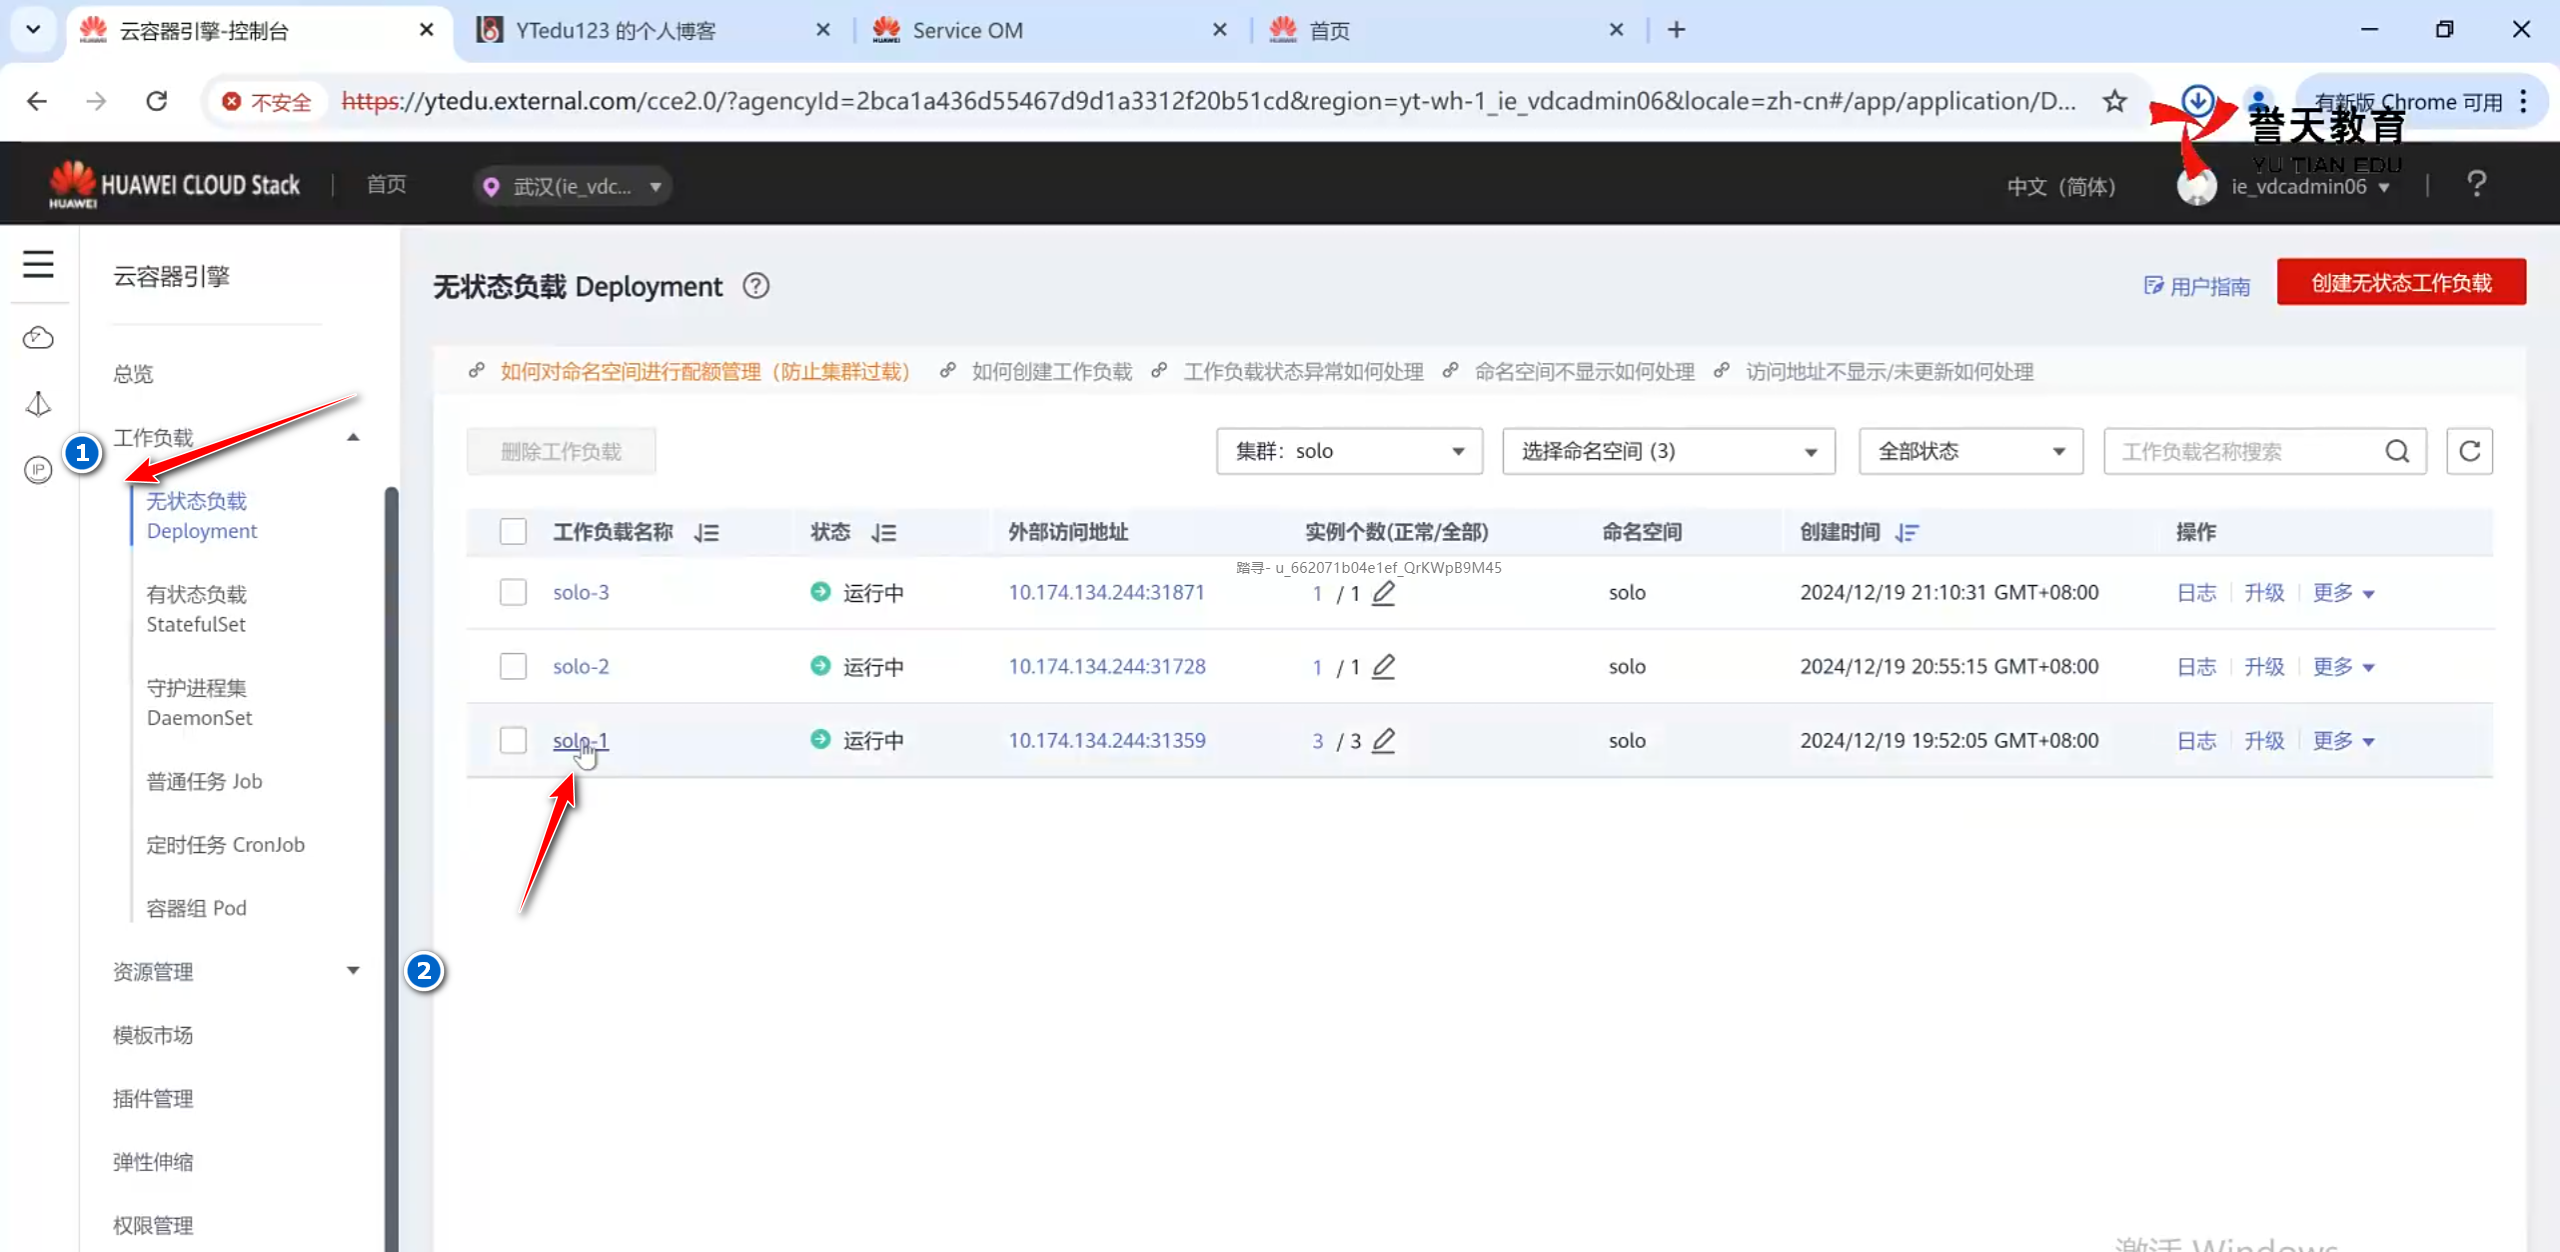 云容器引擎-控制台
YTedu123 的个人博客
Service OM
首页
不安全
https://ytedu.external.com/cce2.0/?agencyId=2bca1a436d55467d9d1a3312f20b51cd&region=yt-wh-1_ie_vdcadmin06&locale=zh-cn#/app/application/D...
有新版 Chrome 可用
誉天教育
YU TIAN EDU
HUAWEI
HUAWEI CLOUD Stack
首页
武汉(ie_vdc...
中文（简体）
ie_vdcadmin06
云容器引擎
总览
工作负载
1
无状态负载
Deployment
有状态负载
StatefulSet
守护进程集
DaemonSet
普通任务 Job
定时任务 CronJob
容器组 Pod
资源管理
2
模板市场
插件管理
弹性伸缩
权限管理
无状态负载 Deployment
用户指南
创建无状态工作负载
如何对命名空间进行配额管理（防止集群过载）
如何创建工作负载
工作负载状态异常如何处理
命名空间不显示如何处理
访问地址不显示/未更新如何处理
删除工作负载
集群：solo
选择命名空间 (3)
全部状态
工作负载名称搜索
工作负载名称 状态 外部访问地址 实例个数(正常/全部) 命名空间 创建时间 操作
踏寻- u_662071b04e1ef_QrKWpB9M45
solo-3 运行中 10.174.134.244:31871 1 / 1 solo 2024/12/19 21:10:31 GMT+08:00 日志 升级 更多
solo-2 运行中 10.174.134.244:31728 1 / 1 solo 2024/12/19 20:55:15 GMT+08:00 日志 升级 更多
solo-1 运行中 10.174.134.244:31359 3 / 3 solo 2024/12/19 19:52:05 GMT+08:00 日志 升级 更多
激活 Windows